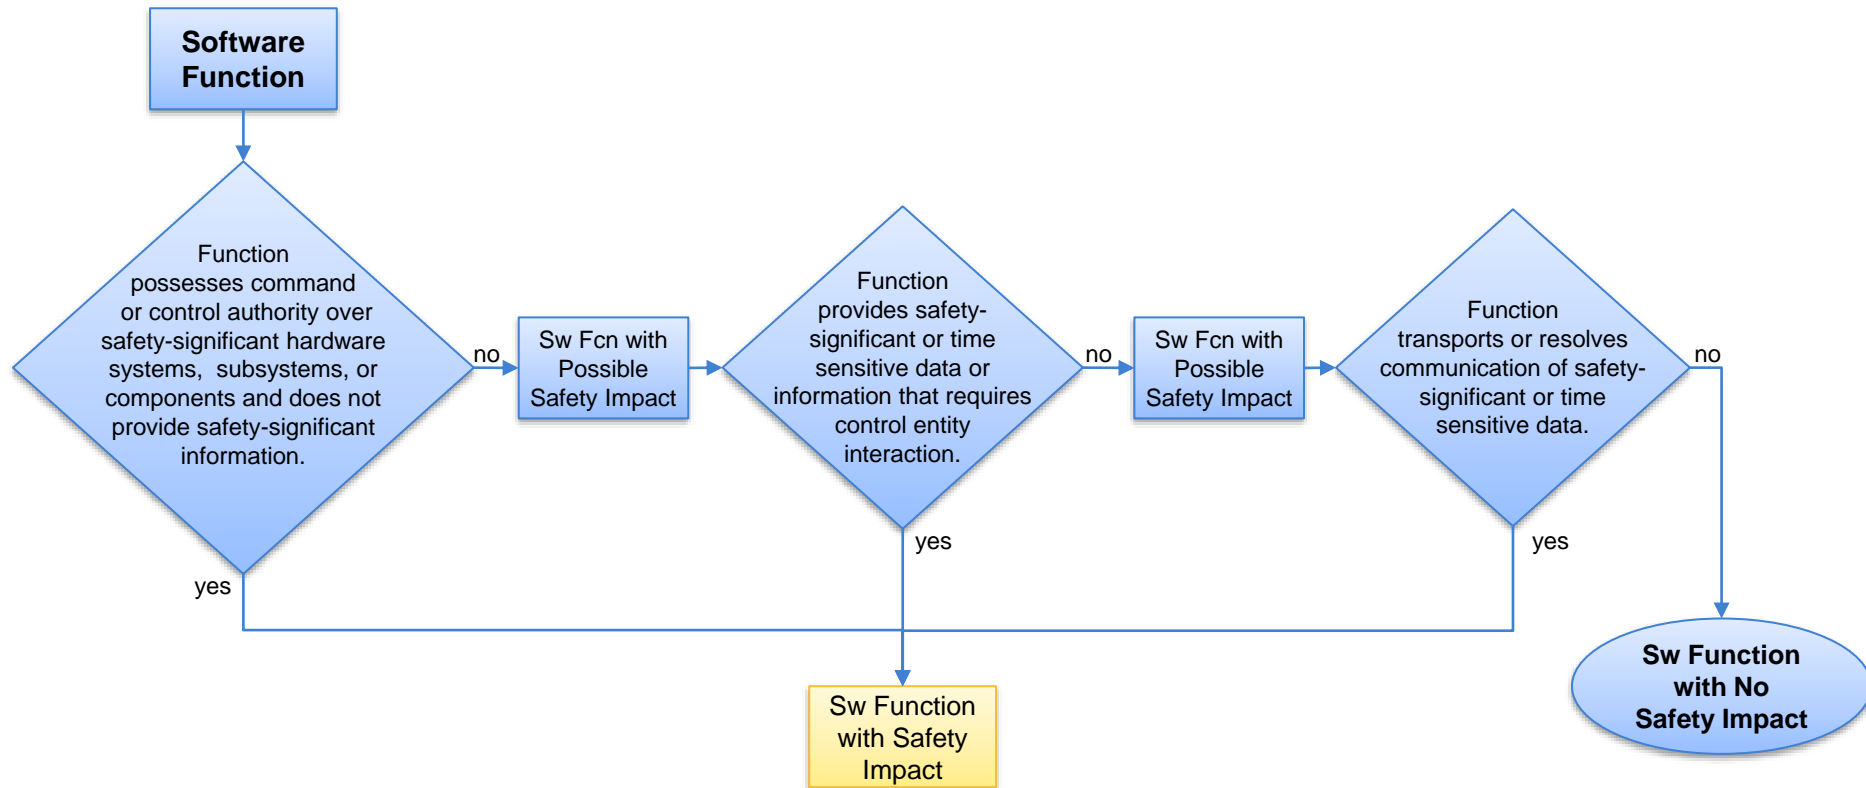 Software
Function
Function
possesses command
or control authority over
safety-significant hardware
systems, subsystems, or
components and does not
provide safety-significant
information.
no
yes
Sw Fcn with
Possible
Safety Impact
Function
provides safety-
significant or time
sensitive data or
information that requires
control entity
interaction.
no
yes
Sw Fcn with
Possible
Safety Impact
Function
transports or resolves
communication of safety-
significant or time
sensitive data.
no
yes
Sw Function
with Safety
Impact
Sw Function
with No
Safety Impact